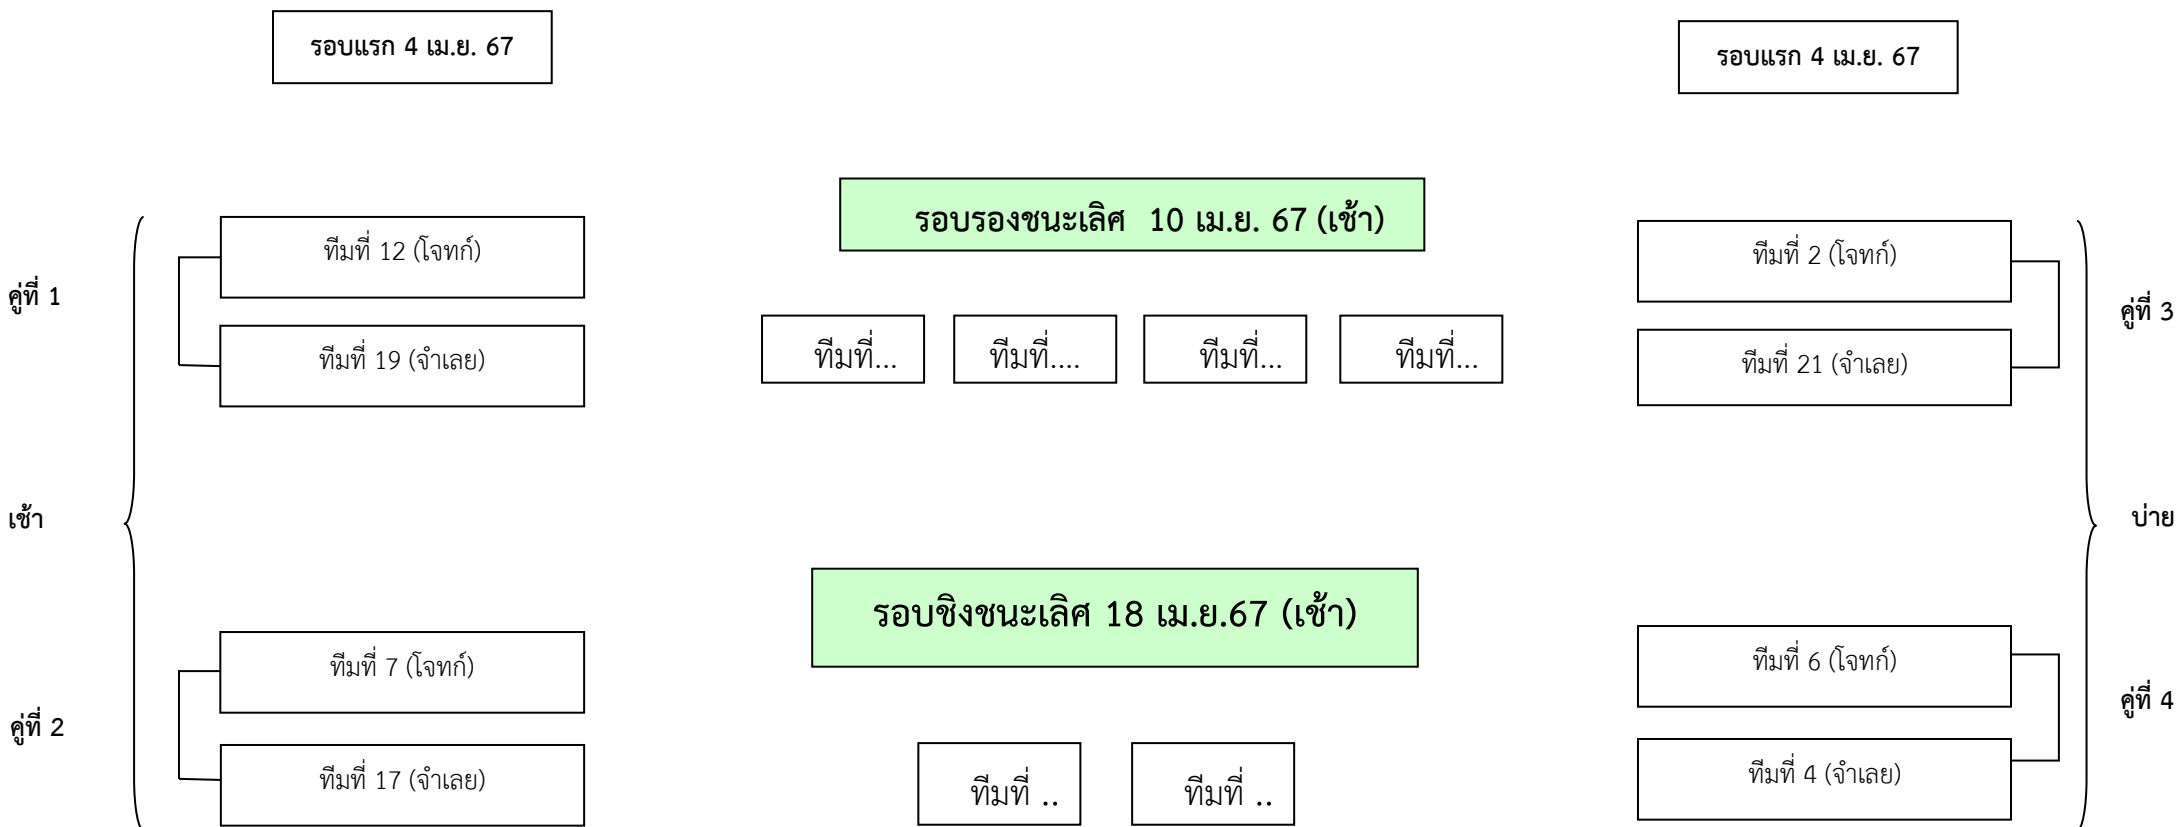 รอบแรก 4 เม.ย. 67
รอบแรก 4 เม.ย. 67
รอบรองชนะเลิศ 10 เม.ย. 67 (เช้า)
ทีมที่ 12 (โจทก์)
ทีมที่ 2 (โจทก์)
คู่ที่ 1
คู่ที่ 3
ทีมที่ 19 (จำเลย)
ทีมที่... ทีมที่.... ทีมที่... ทีมที่...
ทีมที่ 21 (จำเลย)
เช้า
บ่าย
รอบชิงชนะเลิศ 18 เม.ย.67 (เช้า)
ทีมที่ 7 (โจทก์)
ทีมที่ 6 (โจทก์)
คู่ที่ 2
คู่ที่ 4
ทีมที่ 17 (จำเลย)
ทีมที่ .. ทีมที่ ..
ทีมที่ 4 (จำเลย)